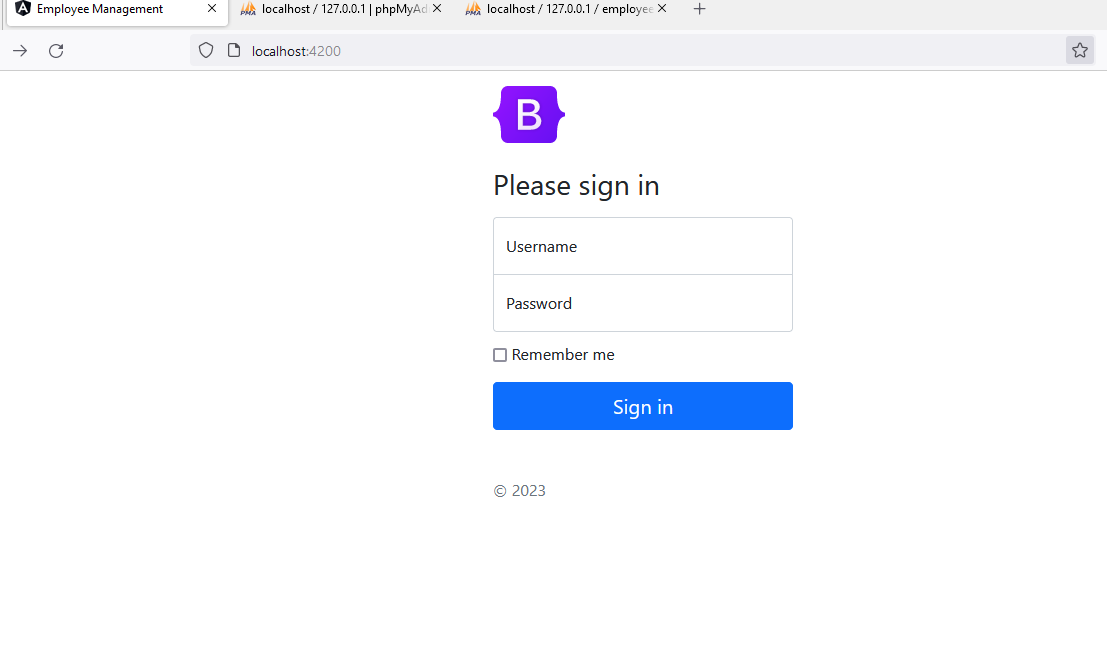 Employee Management
localhost / 127.0.0.1 | phpMyAd
localhost / 127.0.0.1 / employee
localhost:4200
B
Please sign in
Username
Password
Remember me
Sign in
© 2023